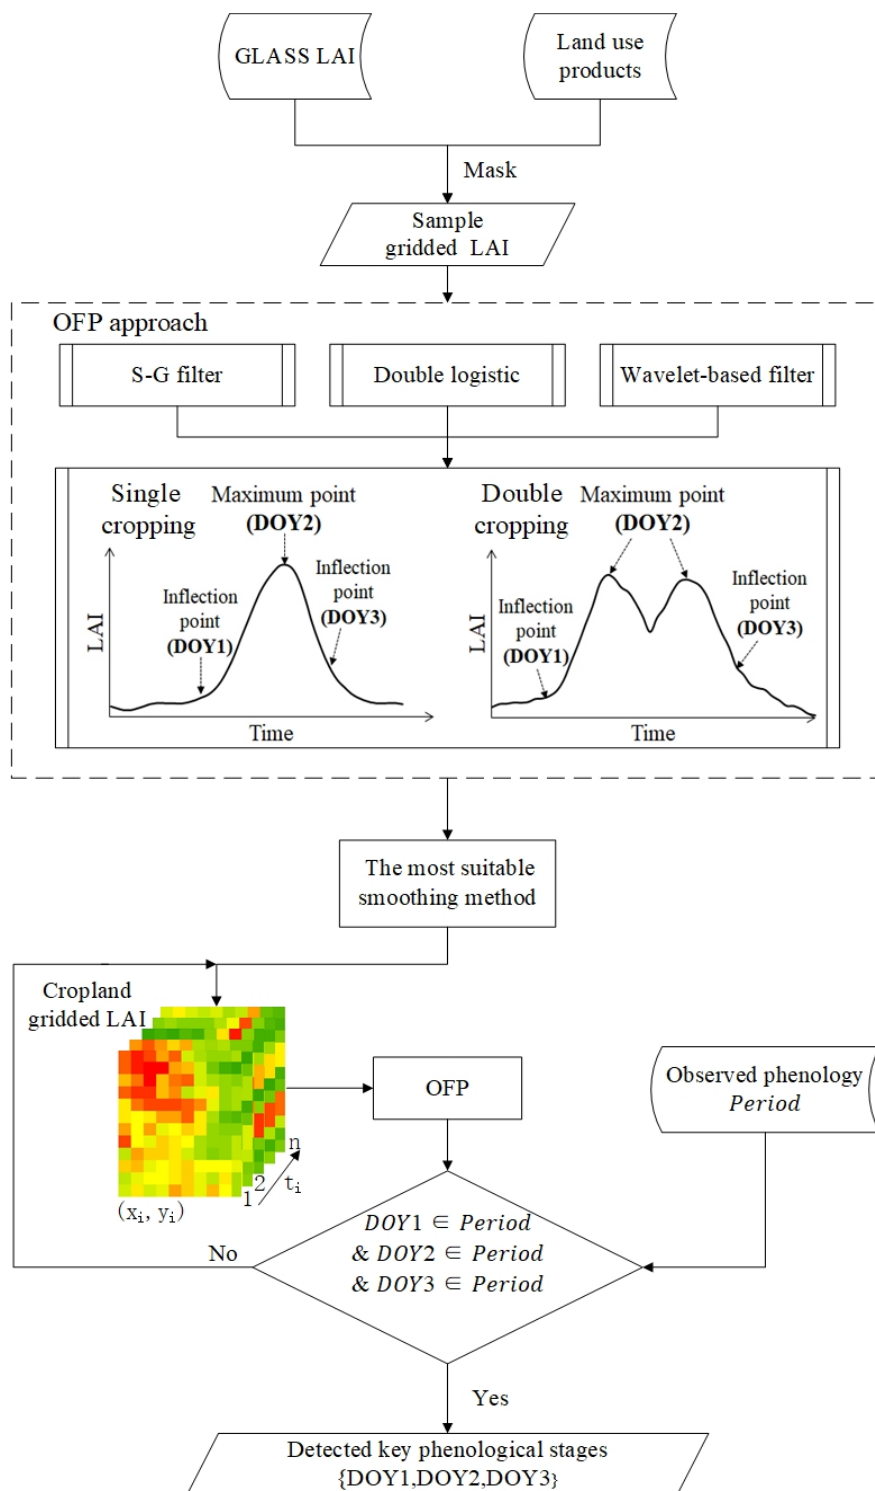 GLASS LAI
Land use
products
Mask
Sample
gridded LAI
OFP approach
S-G filter
Double logistic
Wavelet-based filter
Single
cropping
Maximum point
(DOY2)
Inflection
point
(DOY1)
Inflection
point
(DOY3)
LAI
Time
Double
cropping
Maximum point
(DOY2)
Inflection
point
(DOY1)
Inflection
point
(DOY3)
LAI
Time
The most suitable
smoothing method
Cropland
gridded LAI
n
2
1
tᵢ
(xᵢ, yᵢ)
OFP
Observed phenology
Period
DOY1 ∈ Period
& DOY2 ∈ Period
& DOY3 ∈ Period
No
Yes
Detected key phenological stages
{DOY1,DOY2,DOY3}